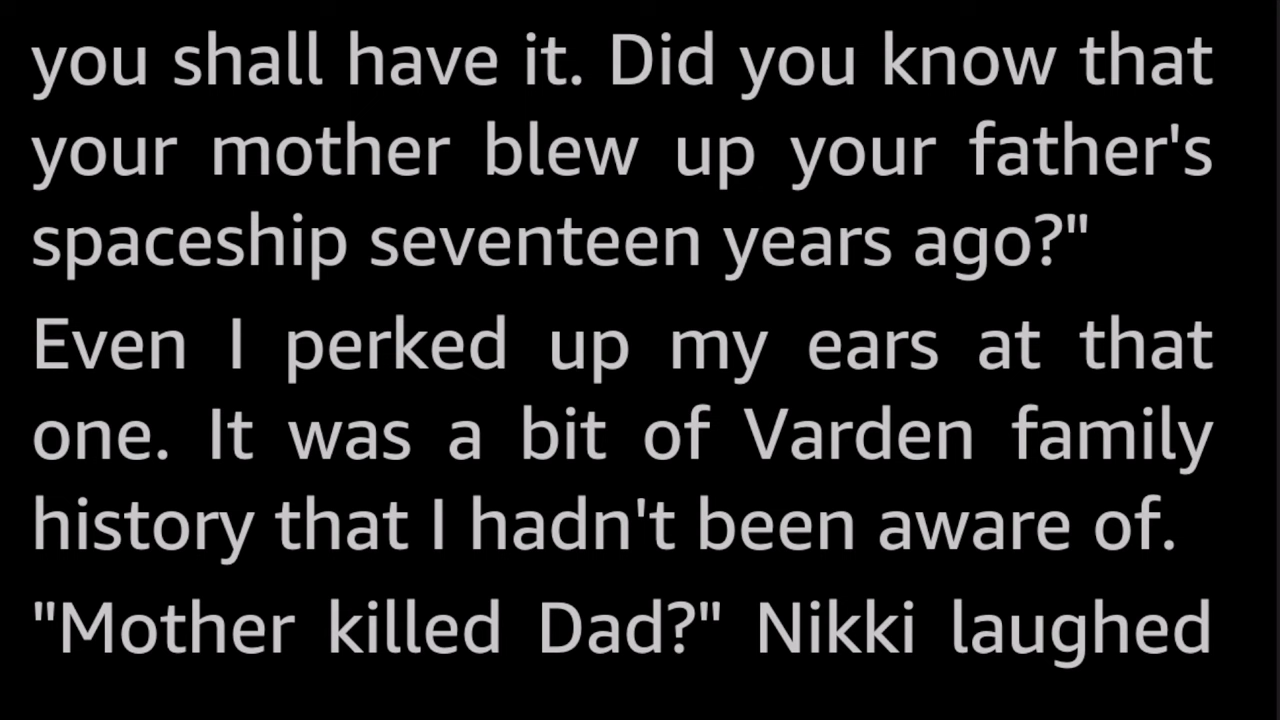 you shall have it. Did you know that
your mother blew up your father's
spaceship seventeen years ago?"
Even I perked up my ears at that
one. It was a bit of Varden family
history that I hadn't been aware of.
"Mother killed Dad?" Nikki laughed